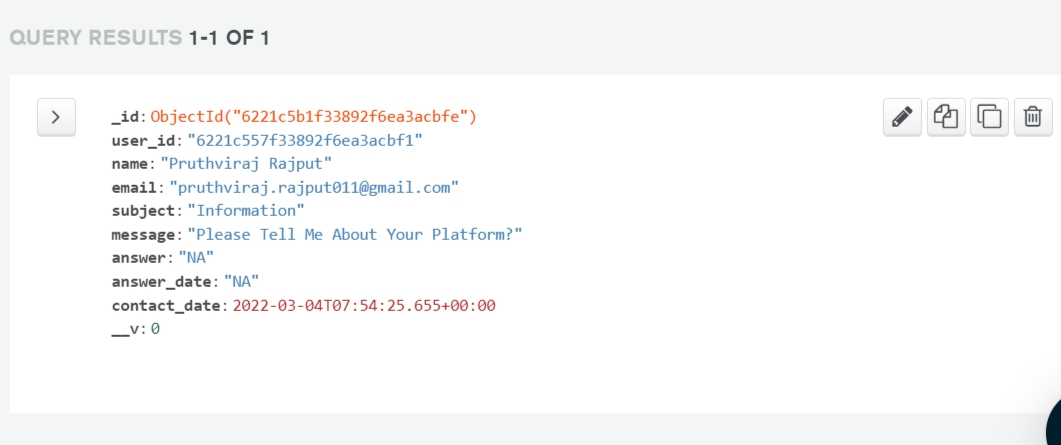 QUERY RESULTS 1-1 OF 1
_id: ObjectId("6221c5b1f33892f6ea3acbfe")
user_id: "6221c557f33892f6ea3acbf1"
name: "Pruthviraj Rajput"
email: "pruthviraj.rajput011@gmail.com"
subject: "Information"
message: "Please Tell Me About Your Platform?"
answer: "NA"
answer_date: "NA"
contact_date: 2022-03-04T07:54:25.655+00:00
__v: 0